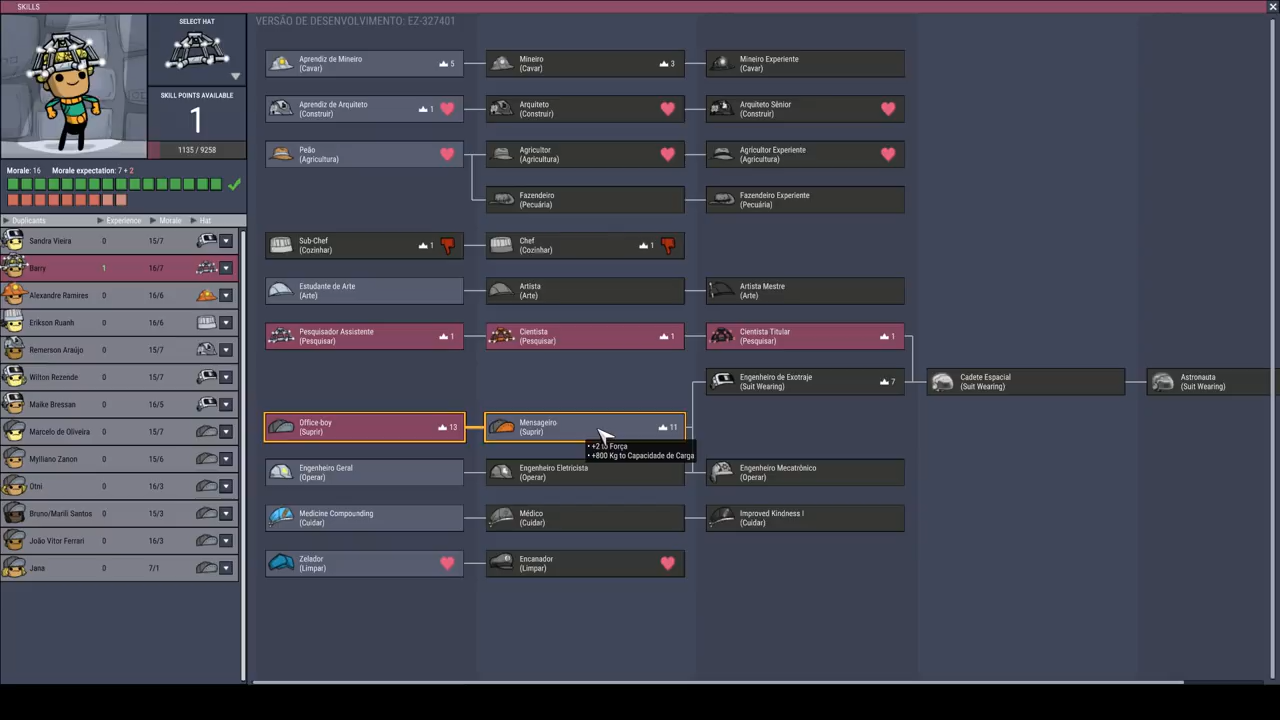 SKILLS
SELECT HAT
SKILL POINTS AVAILABLE
1
1135 / 9258
Morale: 16 Morale expectation: 7 + 2
Duplicants Experience Morale Hat
Sandra Vieira 0 15/7
Barry 1 16/7
Alexandre Ramires 0 16/6
Erikson Ruanh 0 16/6
Remerson Araújo 0 15/7
Wilton Rezende 0 15/7
Maike Bressan 0 16/5
Marcelo de Oliveira 0 15/7
Mylliano Zanon 0 15/6
Otni 0 16/3
Bruno/Marili Santos 0 15/3
João Vitor Ferrari 0 16/3
Jana 0 7/1
VERSÃO DE DESENVOLVIMENTO: EZ-327401
Aprendiz de Mineiro
(Cavar)
5
Mineiro
(Cavar)
3
Mineiro Experiente
(Cavar)
Aprendiz de Arquiteto
(Construir)
1
Arquiteto
(Construir)
Arquiteto Sênior
(Construir)
Peão
(Agricultura)
Agricultor
(Agricultura)
Agricultor Experiente
(Agricultura)
Fazendeiro
(Pecuária)
Fazendeiro Experiente
(Pecuária)
Sub-Chef
(Cozinhar)
1
Chef
(Cozinhar)
1
Estudante de Arte
(Arte)
Artista
(Arte)
Artista Mestre
(Arte)
Pesquisador Assistente
(Pesquisar)
1
Cientista
(Pesquisar)
1
Cientista Titular
(Pesquisar)
1
Engenheiro de Exotraje
(Suit Wearing)
7
Cadete Espacial
(Suit Wearing)
Astronauta
(Suit Wearing)
Office-boy
(Suprir)
13
Mensageiro
(Suprir)
11
• +2 to Força
• +800 Kg to Capacidade de Carga
Engenheiro Geral
(Operar)
Engenheiro Eletricista
(Operar)
Engenheiro Mecatrônico
(Operar)
Medicine Compounding
(Cuidar)
Médico
(Cuidar)
Improved Kindness I
(Cuidar)
Zelador
(Limpar)
Encanador
(Limpar)